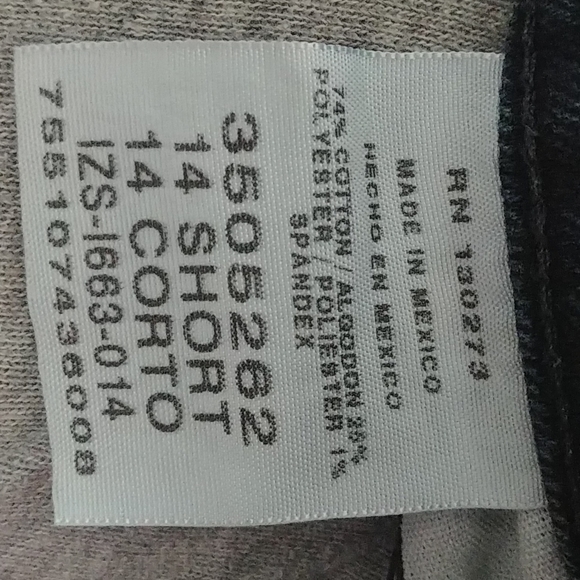 RN 130273
MADE IN MEXICO
HECHO EN MEXICO
74% COTTON/ALGODON 25%
POLYESTER/POLIESTER 1%
SPANDEX
3505262
14 SHORT
14 CORTO
IZS-1663-014
755107436008